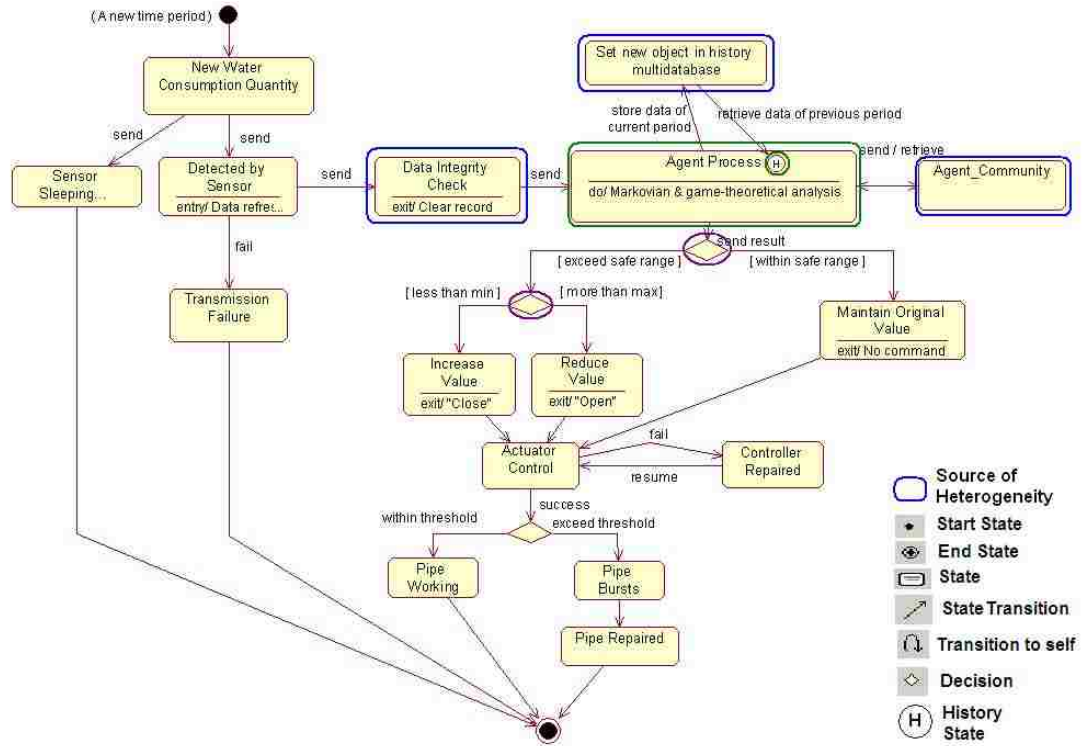 ( A new time period )
New Water
Consumption Quantity
send
send
Sensor
Sleeping...
Detected by
Sensor
entry/ Data refre...
send
Data Integrity
Check
exit/ Clear record
send
Set new object in history
multidatabase
store data of
current period
retrieve data of previous period
Agent Process
H
do/ Markovian & game-theoretical analysis
send / retrieve
Agent_Community
fail
Transmission
Failure
send result
[ exceed safe range ]
[ within safe range ]
[ less than min ]
[ more than max]
Maintain Original
Value
exit/ No command
Increase
Value
exit/ "Close"
Reduce
Value
exit/ "Open"
Actuator
Control
fail
resume
Controller
Repaired
success
within threshold
exceed threshold
Pipe
Working
Pipe
Bursts
Pipe Repaired
Source of
Heterogeneity
Start State
End State
State
State Transition
Transition to self
Decision
H
History
State